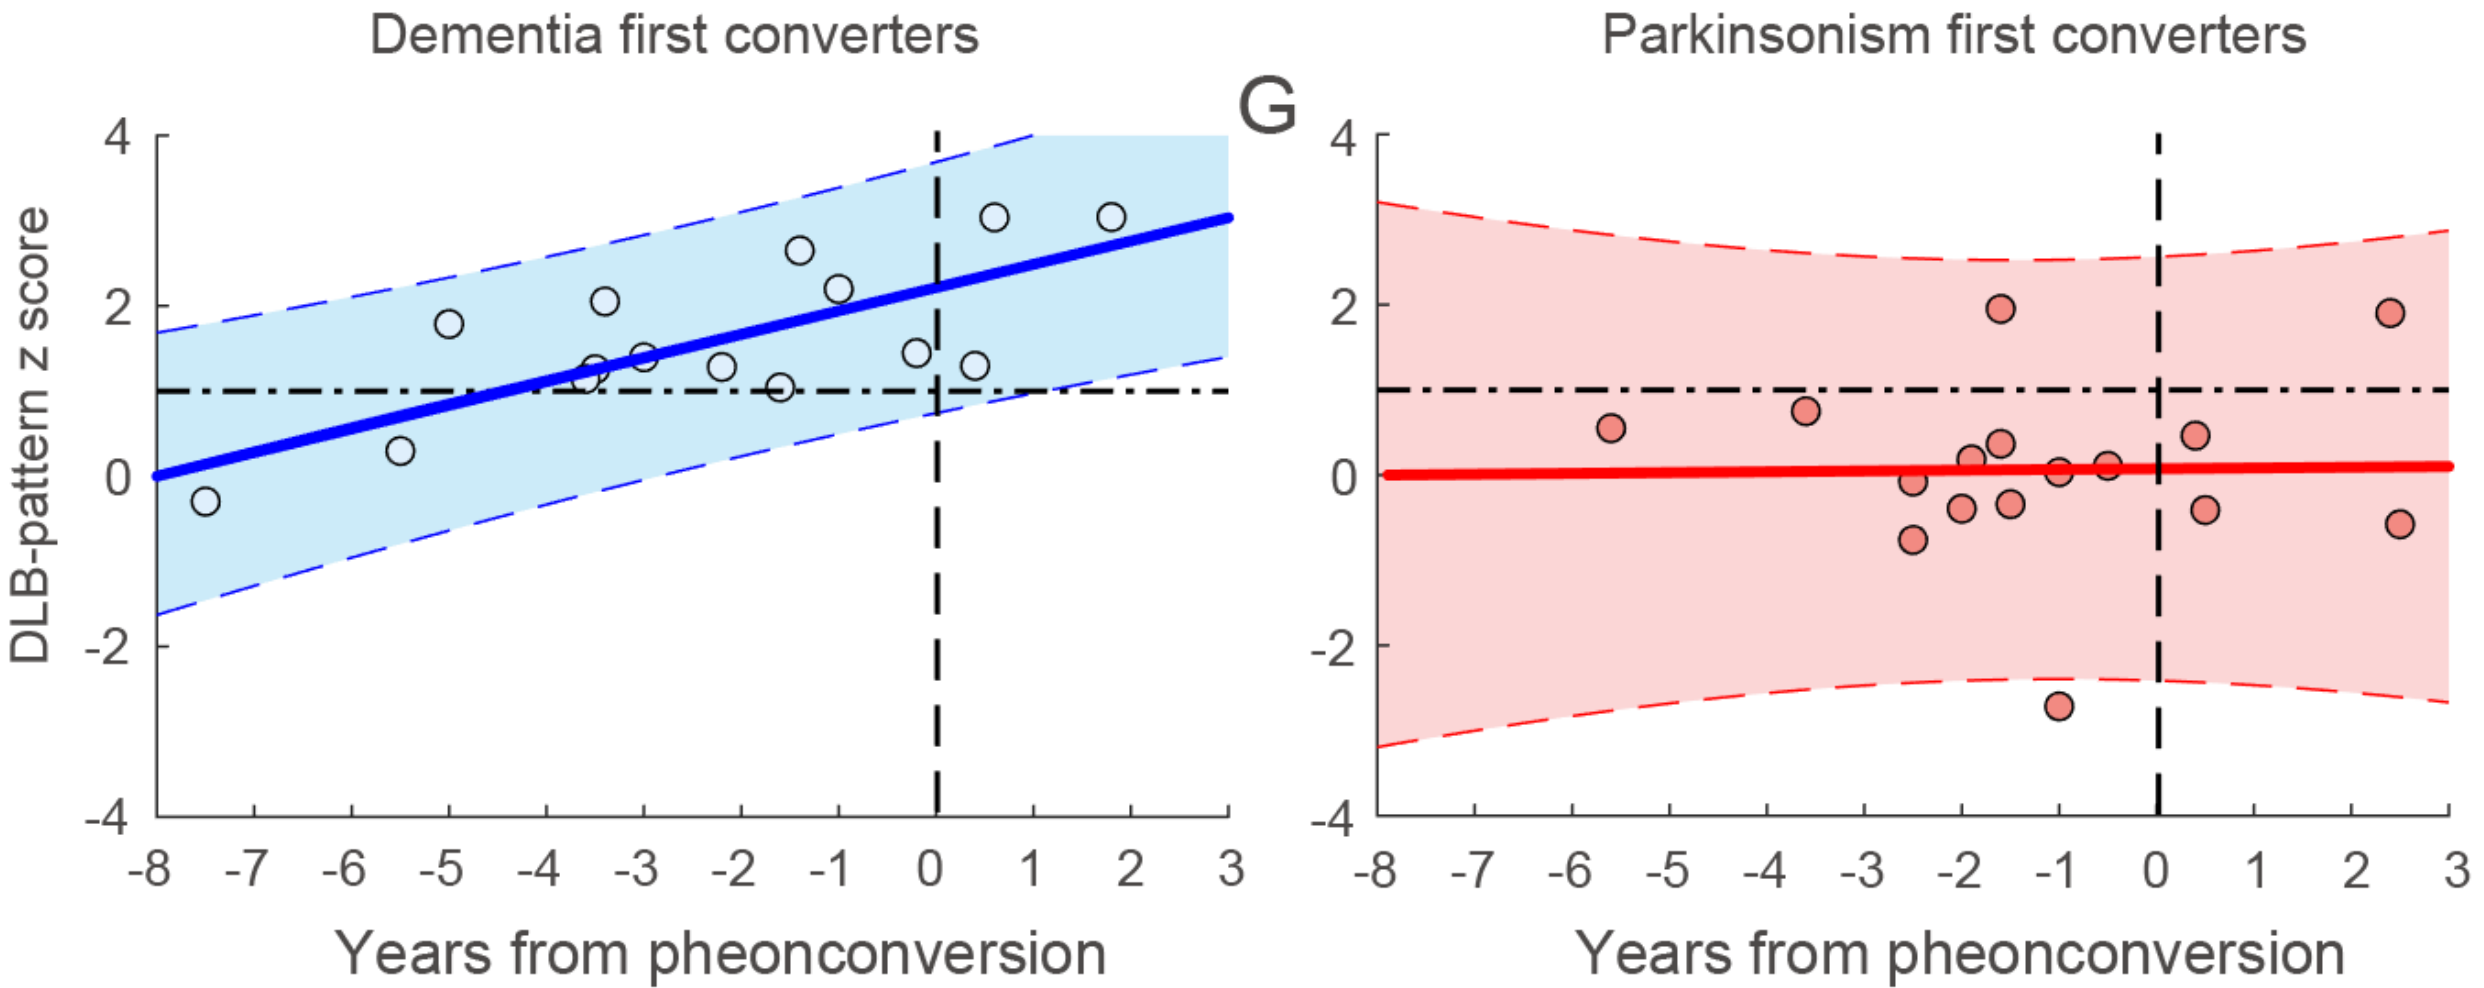 Dementia first converters
Parkinsonism first converters
G
DLB-pattern z score
4
2
0
-2
-4
-8 -7 -6 -5 -4 -3 -2 -1 0 1 2 3
Years from pheonconversion
4
2
0
-2
-4
-8 -7 -6 -5 -4 -3 -2 -1 0 1 2 3
Years from pheonconversion